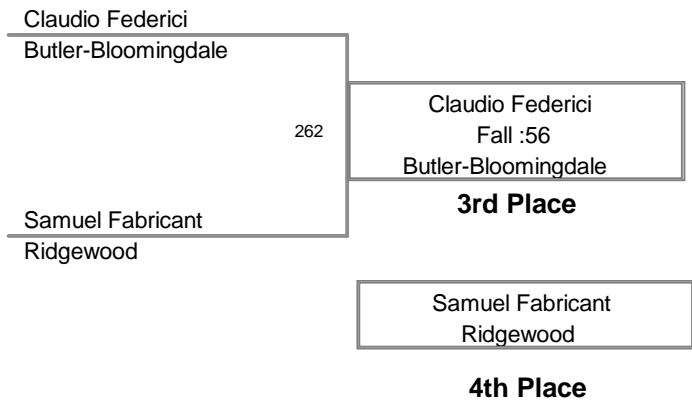 Claudio Federici
Butler-Bloomingdale
262
Claudio Federici
Fall :56
Butler-Bloomingdale
3rd Place
Samuel Fabricant
Ridgewood
Samuel Fabricant
Ridgewood
4th Place